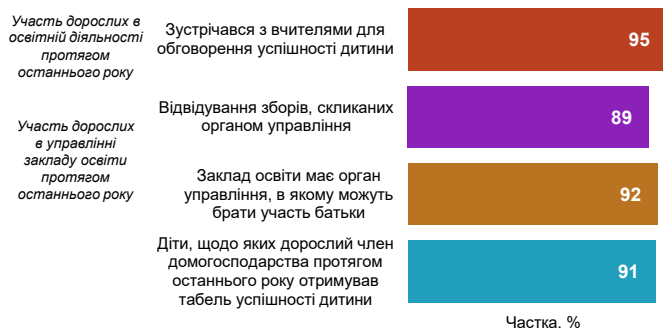 Участь дорослих в
освітній діяльності
протягом
останнього року
Зустрічався з вчителями для
обговорення успішності дитини
95
Участь дорослих
в управлінні
закладу освіти
протягом
останнього року
Відвідування зборів, скликаних
органом управління
89
Заклад освіти має орган
управління, в якому можуть
брати участь батьки
92
Діти, щодо яких дорослий член
домогосподарства протягом
останнього року отримував
табель успішності дитини
91
Частка, %